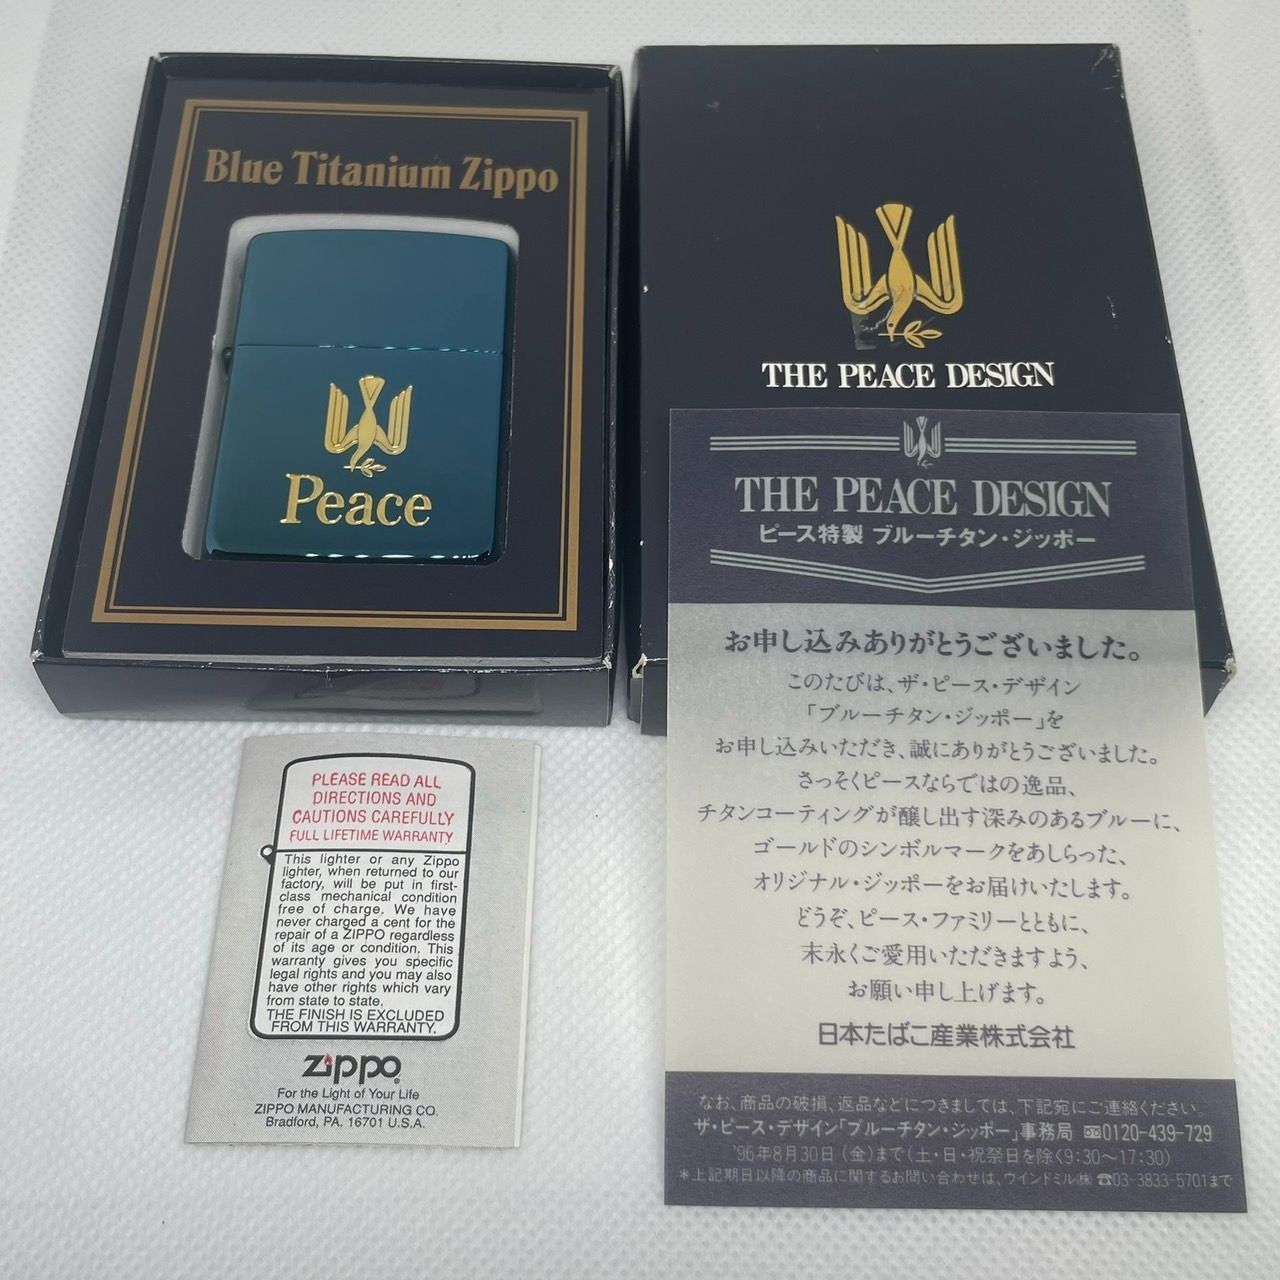 Blue Titanium Zippo
Peace
THE PEACE DESIGN
THE PEACE DESIGN
ピース特製 ブルーチタン・ジッポー
お申し込みありがとうございました。
このたびは、ザ・ピース・デザイン
「ブルーチタン・ジッポー」を
お申し込みいただき、誠にありがとうございました。
さっそくピースならではの逸品、
チタンコーティングが醸し出す深みのあるブルーに、
ゴールドのシンボルマークをあしらった、
オリジナル・ジッポーをお届けいたします。
どうぞ、ピース・ファミリーとともに、
末永くご愛用いただきますよう、
お願い申し上げます。
日本たばこ産業株式会社
なお、商品の破損、返品などにつきましては、下記宛にご連絡ください。
ザ・ピース・デザイン「ブルーチタン・ジッポー」事務局 0120-439-729
'96年8月30日(金)まで(土・日・祝祭日を除く9:30〜17:30)
*上記期日以降の商品に関するお問い合わせは、ウインドミル㈱ ☎03-3833-5701まで
PLEASE READ ALL
DIRECTIONS AND
CAUTIONS CAREFULLY
FULL LIFETIME WARRANTY
This lighter or any Zippo
lighter, when returned to our
factory, will be put in first-
class mechanical condition
free of charge. We have
never charged a cent for the
repair of a ZIPPO regardless
of its age or condition. This
warranty gives you specific
legal rights and you may also
have other rights which vary
from state to state.
THE FINISH IS EXCLUDED
FROM THIS WARRANTY.
Zippo
For the Light of Your Life
ZIPPO MANUFACTURING CO.
Bradford, PA. 16701 U.S.A.